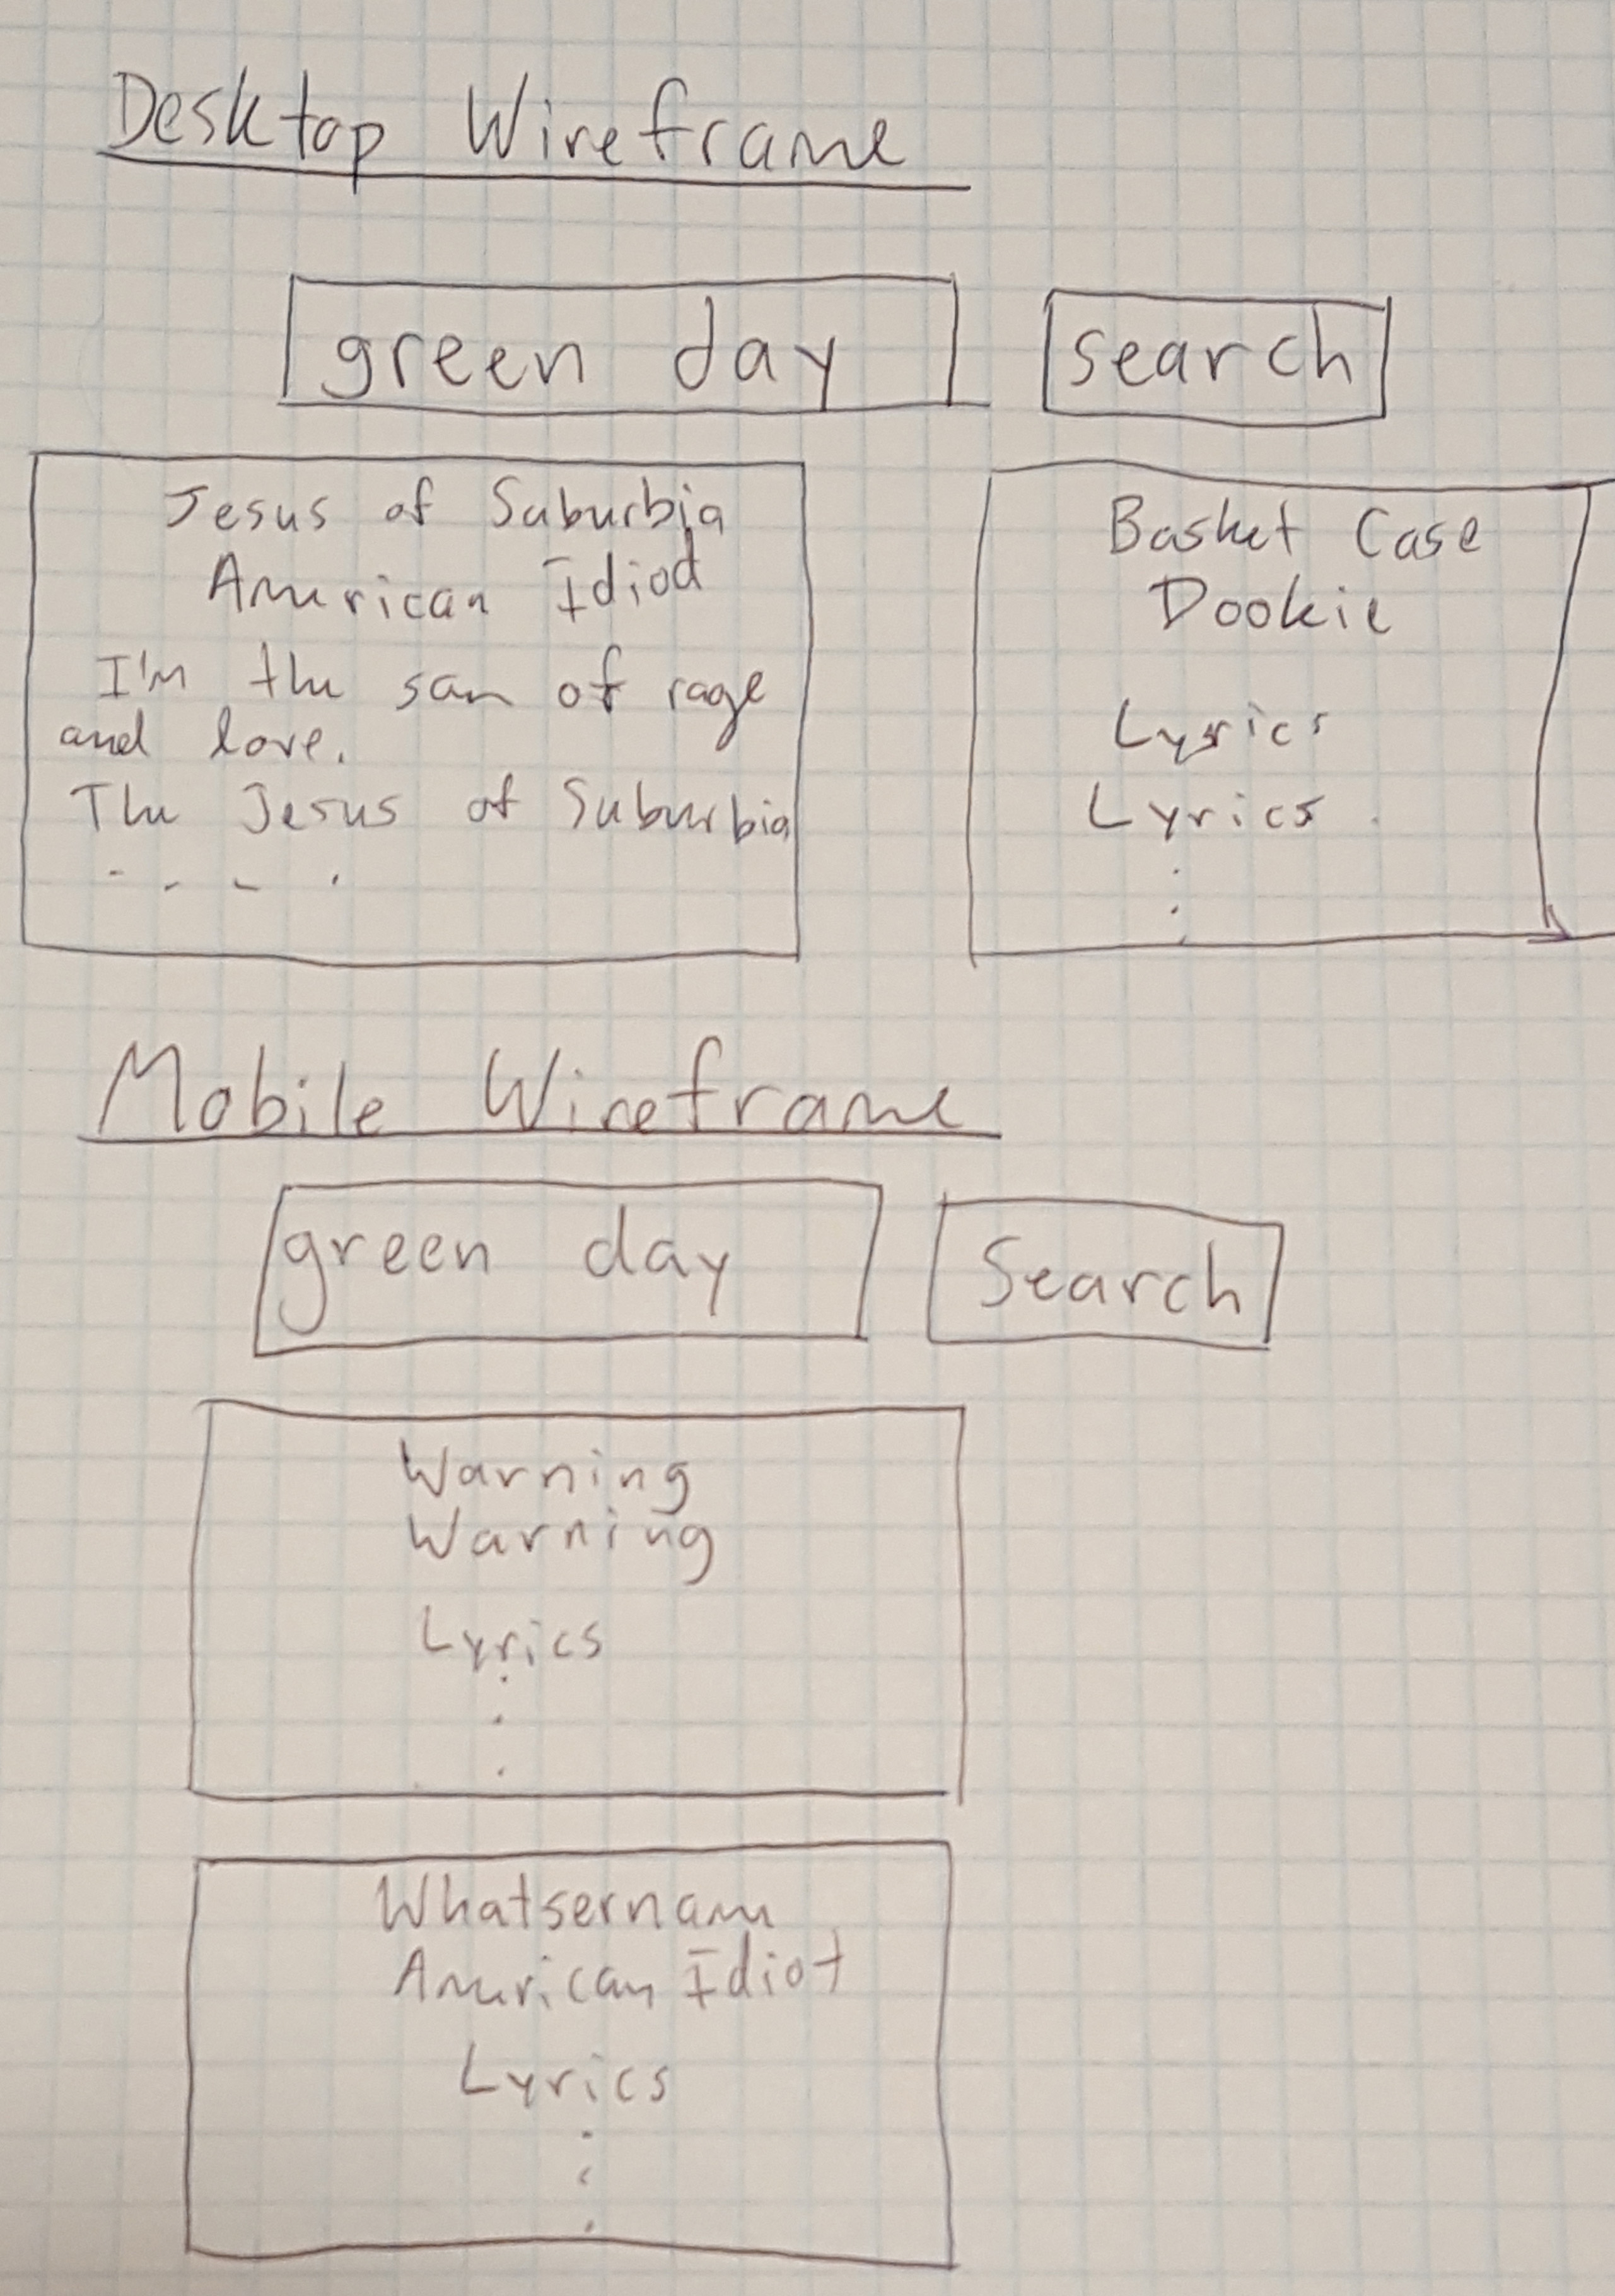 Desktop Wireframe
green day
search
Jesus of Suburbia
American Idiod
I'm the son of rage
and love.
The Jesus of Suburbia
- - - .
Basket Case
Dookie
Lyrics
Lyrics
Mobile Wireframe
green day
Search
Warning
Warning
Lyrics
Whatsername
American Idiot
Lyrics